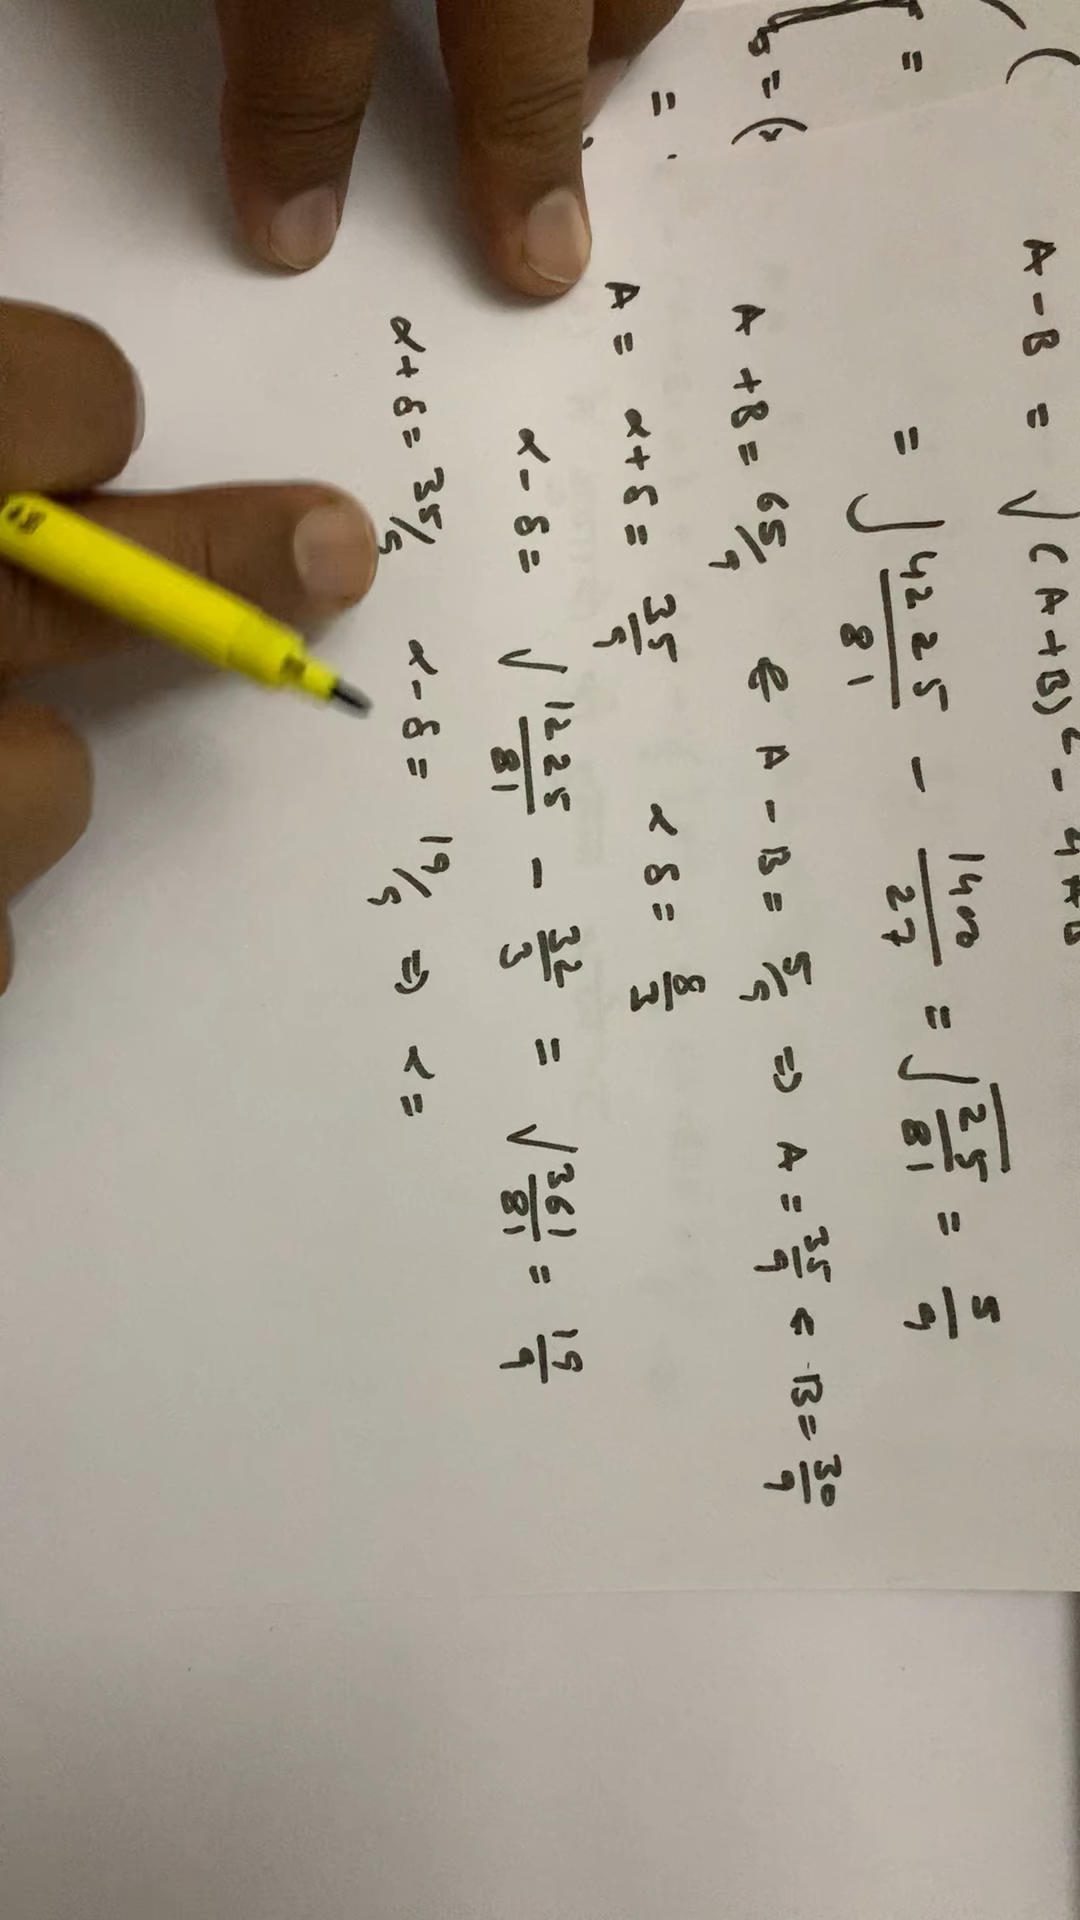 A - B = √(A+B)² - 4AB
= √4225/81 - 1400/27 = √25/81 = 5/9
A + B = 65/9 & A - B = 5/9 ⇒ A = 35/9 & B = 30/9
A = α + δ = 35/9 αδ = 8/3
α - δ = √1225/81 - 32/3 = √361/81 = 19/9
α + δ = 35/9 α - δ = 19/9 ⇒ α =